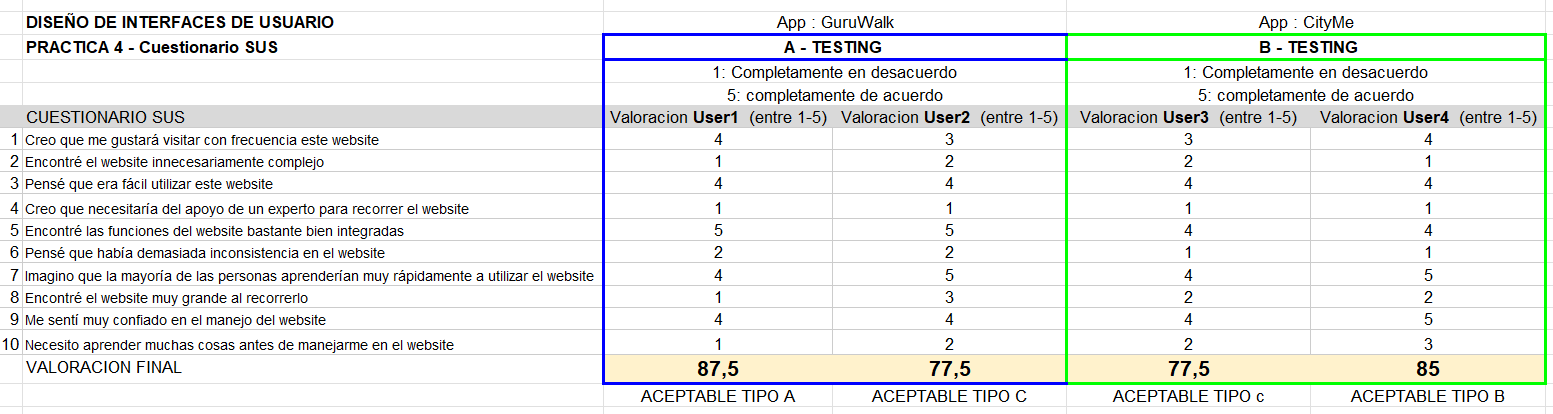 DISEÑO DE INTERFACES DE USUARIO App : GuruWalk App : CityMe
PRACTICA 4 - Cuestionario SUS A - TESTING B - TESTING
1: Completamente en desacuerdo 1: Completamente en desacuerdo
5: completamente de acuerdo 5: completamente de acuerdo
CUESTIONARIO SUS Valoracion User1 (entre 1-5) Valoracion User2 (entre 1-5) Valoracion User3 (entre 1-5) Valoracion User4 (entre 1-5)
1 Creo que me gustará visitar con frecuencia este website 4 3 3 4
2 Encontré el website innecesariamente complejo 1 2 2 1
3 Pensé que era fácil utilizar este website 4 4 4 4
4 Creo que necesitaría del apoyo de un experto para recorrer el website 1 1 1 1
5 Encontré las funciones del website bastante bien integradas 5 5 4 4
6 Pensé que había demasiada inconsistencia en el website 2 2 1 1
7 Imagino que la mayoría de las personas aprenderían muy rápidamente a utilizar el website 4 5 4 5
8 Encontré el website muy grande al recorrerlo 1 3 2 2
9 Me sentí muy confiado en el manejo del website 4 4 4 5
10 Necesito aprender muchas cosas antes de manejarme en el website 1 2 2 3
VALORACION FINAL 87,5 77,5 77,5 85
ACEPTABLE TIPO A ACEPTABLE TIPO C ACEPTABLE TIPO c ACEPTABLE TIPO B